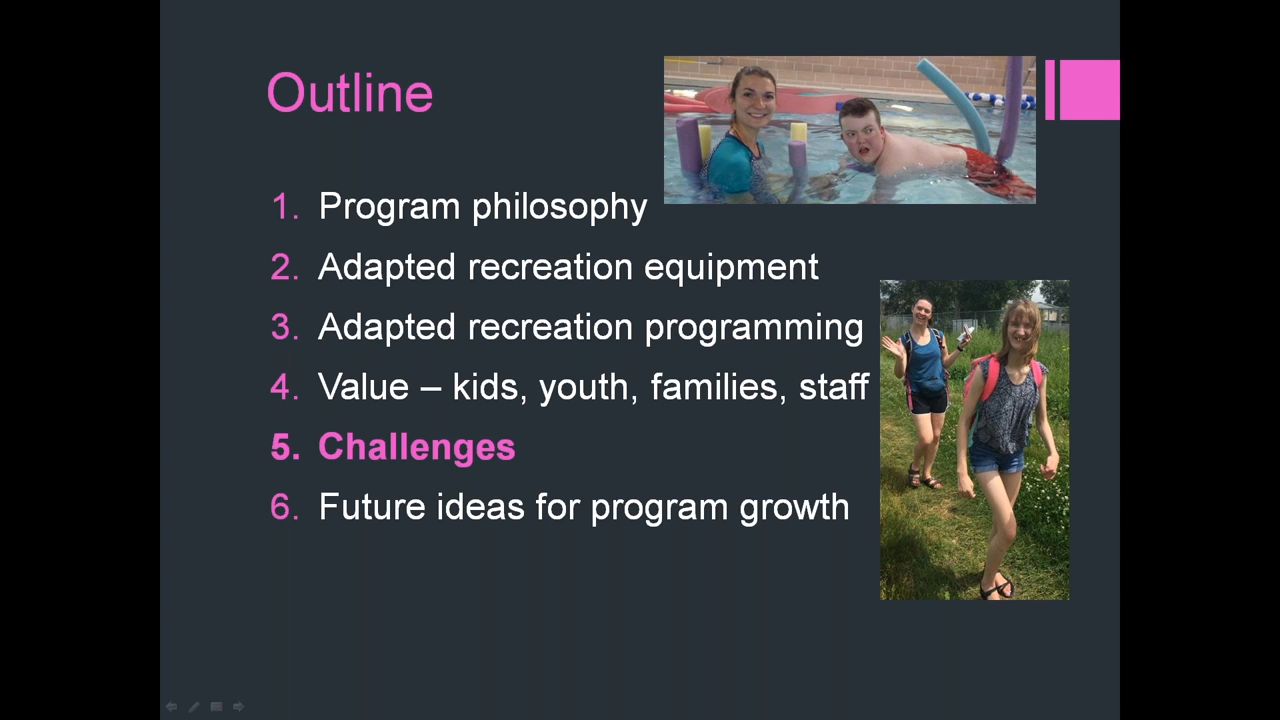 Outline
1. Program philosophy
2. Adapted recreation equipment
3. Adapted recreation programming
4. Value – kids, youth, families, staff
5. Challenges
6. Future ideas for program growth